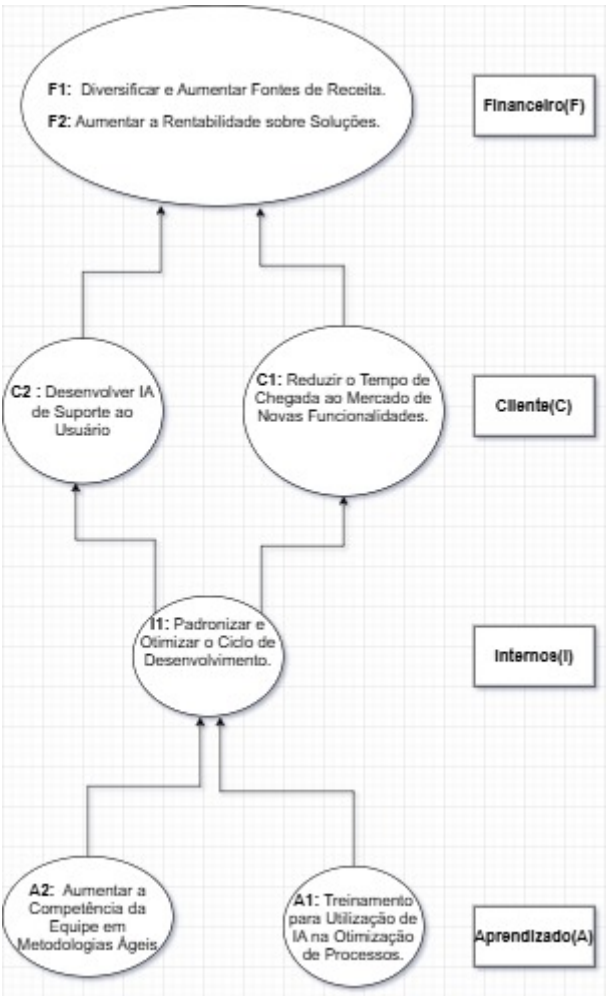 F1: Diversificar e Aumentar Fontes de Receita.
F2: Aumentar a Rentabilidade sobre Soluções.
Financeiro(F)
C2 : Desenvolver IA
de Suporte ao
Usuário
C1: Reduzir o Tempo de
Chegada ao Mercado de
Novas Funcionalidades.
Cliente(C)
I1: Padronizar e
Otimizar o Ciclo de
Desenvolvimento.
Internos(I)
A2: Aumentar a
Competência da
Equipe em
Metodologias Ágeis
A1: Treinamento
para Utilização de
IA na Otimização
de Processos.
Aprendizado(A)